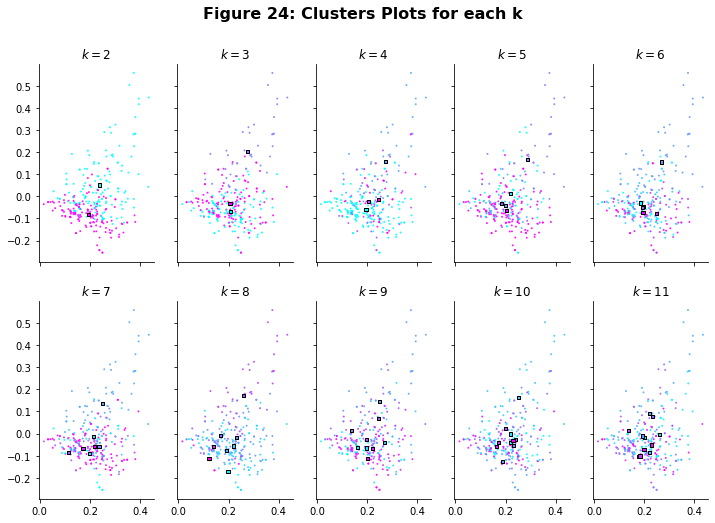 Figure 24: Clusters Plots for each k
k = 2
k = 3
k = 4
k = 5
k = 6
0.5
0.4
0.3
0.2
0.1
0.0
−0.1
−0.2
k = 7
k = 8
k = 9
k = 10
k = 11
0.5
0.4
0.3
0.2
0.1
0.0
−0.1
−0.2
0.0 0.2 0.4 0.0 0.2 0.4 0.0 0.2 0.4 0.0 0.2 0.4 0.0 0.2 0.4